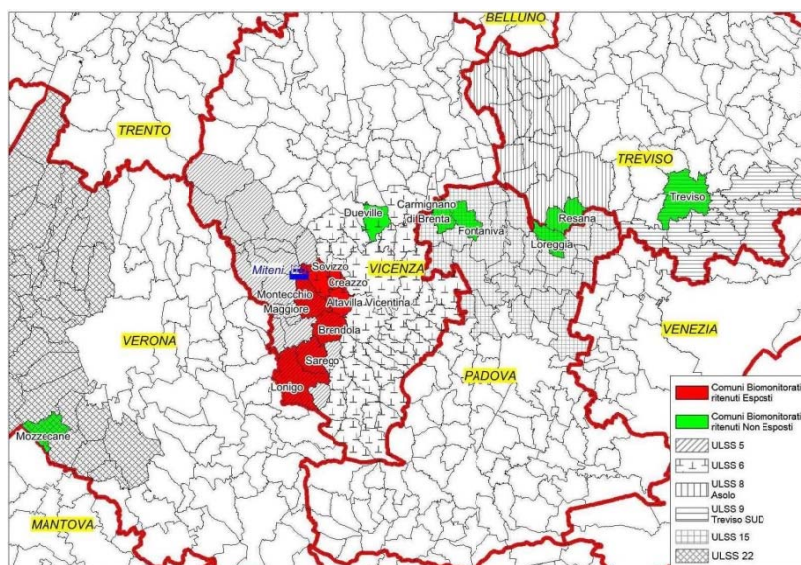 BELLUNO
TRENTO
TREVISO
Treviso
Dueville
Carmignano
di Brenta
Fontaniva
Resana
Loreggia
Miteni
Sovizzo
VICENZA
Creazzo
Montecchio
Maggiore
Altavilla Vicentina
VERONA
Brendola
VENEZIA
Sarego
PADOVA
Lonigo
Mozzecane
MANTOVA
Comuni Biomonitorati
ritenuti Esposti
Comuni Biomonitorati
ritenuti Non Esposti
ULSS 5
ULSS 6
ULSS 8
Asolo
ULSS 9
Treviso SUD
ULSS 15
ULSS 22